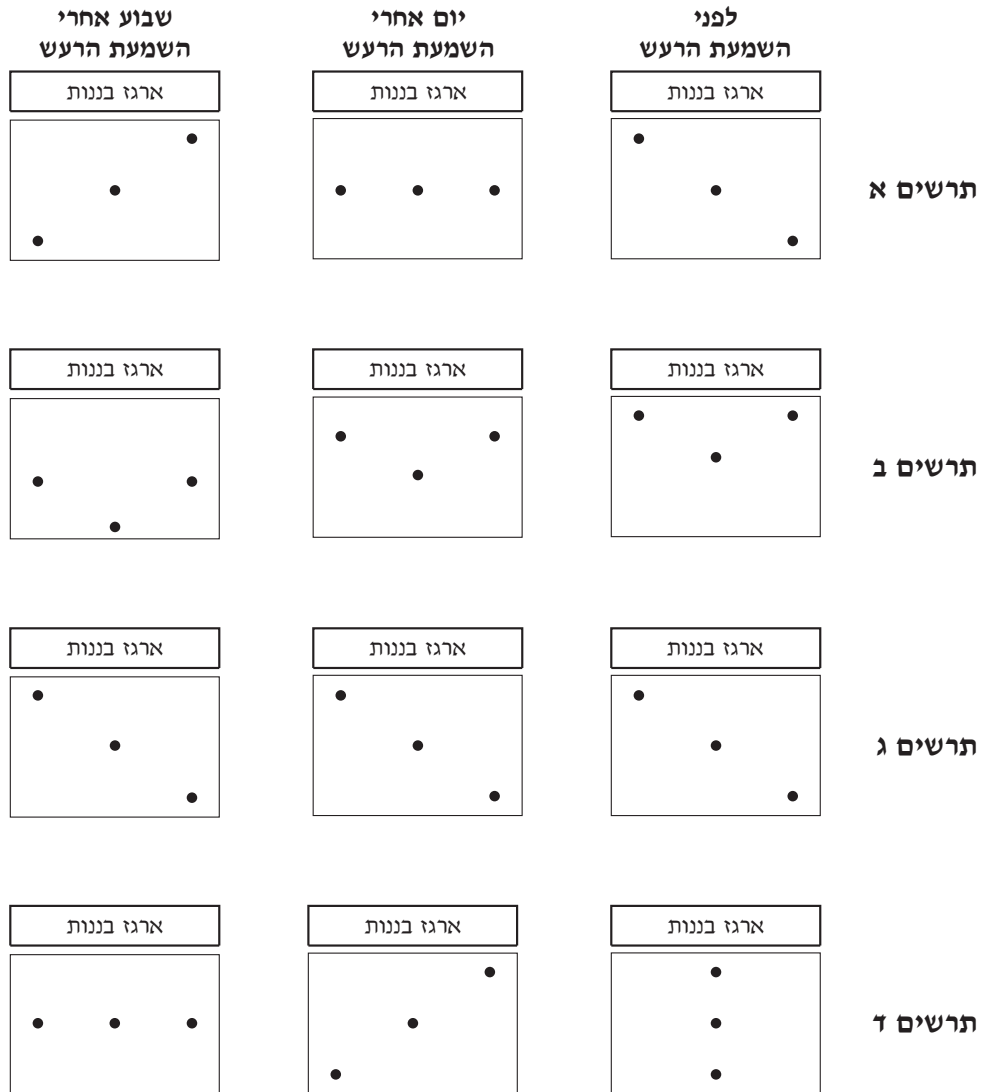 לפני
השמעת הרעש
יום אחרי
השמעת הרעש
שבוע אחרי
השמעת הרעש
תרשים א
ארגז בננות
ארגז בננות
ארגז בננות
תרשים ב
ארגז בננות
ארגז בננות
ארגז בננות
תרשים ג
ארגז בננות
ארגז בננות
ארגז בננות
תרשים ד
ארגז בננות
ארגז בננות
ארגז בננות